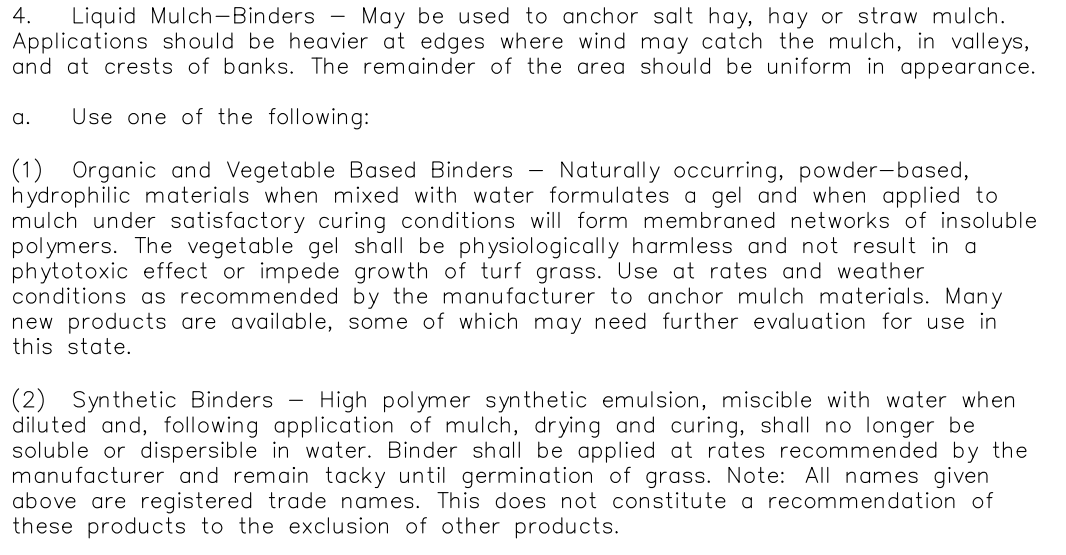 4. Liquid Mulch-Binders - May be used to anchor salt hay, hay or straw mulch.
Applications should be heavier at edges where wind may catch the mulch, in valleys,
and at crests of banks. The remainder of the area should be uniform in appearance.
a. Use one of the following:
(1) Organic and Vegetable Based Binders - Naturally occurring, powder-based,
hydrophilic materials when mixed with water formulates a gel and when applied to
mulch under satisfactory curing conditions will form membraned networks of insoluble
polymers. The vegetable gel shall be physiologically harmless and not result in a
phytotoxic effect or impede growth of turf grass. Use at rates and weather
conditions as recommended by the manufacturer to anchor mulch materials. Many
new products are available, some of which may need further evaluation for use in
this state.
(2) Synthetic Binders - High polymer synthetic emulsion, miscible with water when
diluted and, following application of mulch, drying and curing, shall no longer be
soluble or dispersible in water. Binder shall be applied at rates recommended by the
manufacturer and remain tacky until germination of grass. Note: All names given
above are registered trade names. This does not constitute a recommendation of
these products to the exclusion of other products.